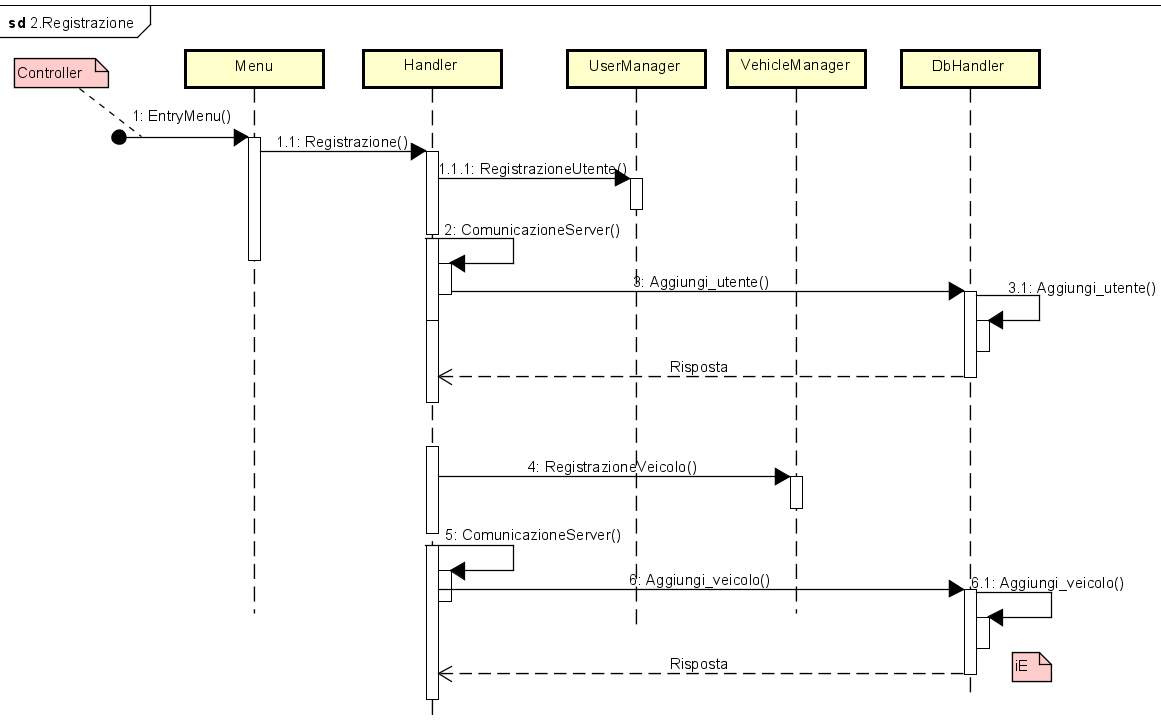 sd 2.Registrazione
Controller
Menu
Handler
UserManager
VehicleManager
DbHandler
1: EntryMenu()
1.1: Registrazione()
1.1.1: RegistrazioneUtente()
2: ComunicazioneServer()
3: Aggiungi_utente()
3.1: Aggiungi_utente()
Risposta
4: RegistrazioneVeicolo()
5: ComunicazioneServer()
6: Aggiungi_veicolo()
6.1: Aggiungi_veicolo()
Risposta
iE